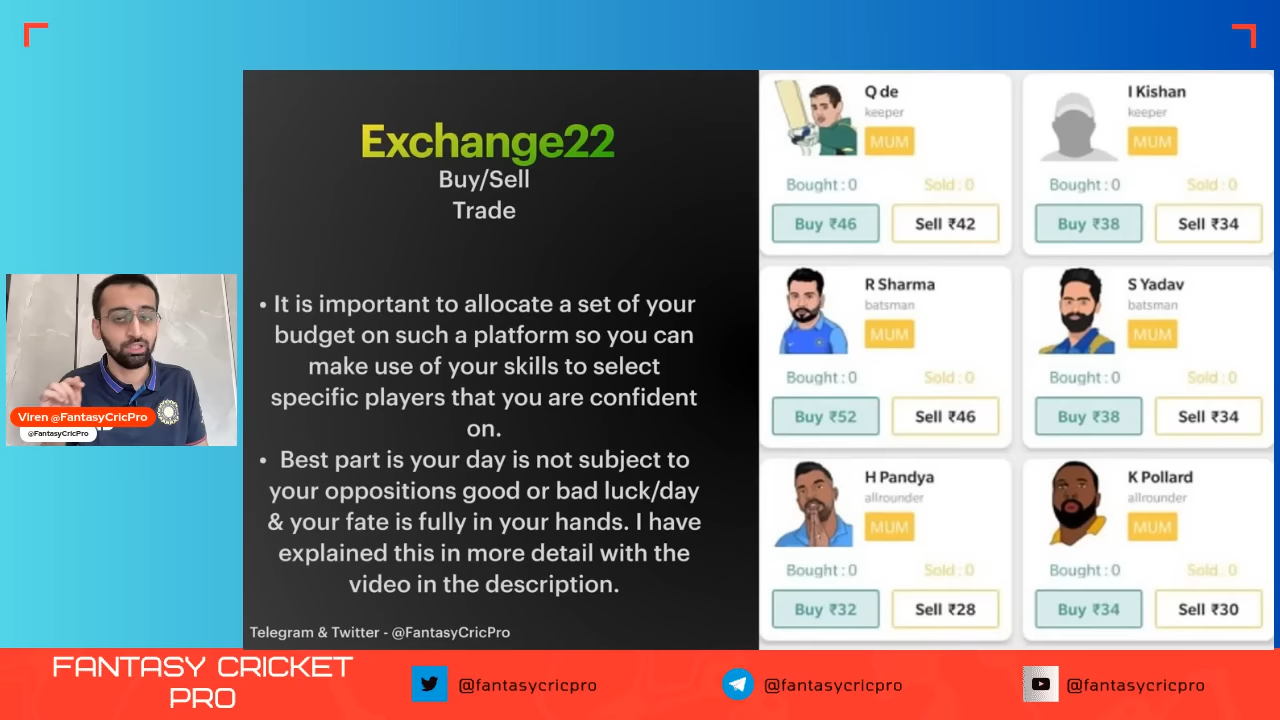 Exchange22
Buy/Sell
Trade
• It is important to allocate a set of your
budget on such a platform so you can
make use of your skills to select
specific players that you are confident
on.
• Best part is your day is not subject to
your oppositions good or bad luck/day
& your fate is fully in your hands. I have
explained this in more detail with the
video in the description.
Telegram & Twitter - @FantasyCricPro
Q de
keeper
MUM
Bought : 0 Sold : 0
Buy ₹46 Sell ₹42
I Kishan
keeper
MUM
Bought : 0 Sold : 0
Buy ₹38 Sell ₹34
R Sharma
batsman
MUM
Bought : 0 Sold : 0
Buy ₹52 Sell ₹46
S Yadav
batsman
MUM
Bought : 0 Sold : 0
Buy ₹38 Sell ₹34
H Pandya
allrounder
MUM
Bought : 0 Sold : 0
Buy ₹32 Sell ₹28
K Pollard
allrounder
MUM
Bought : 0 Sold : 0
Buy ₹34 Sell ₹30
Viren @FantasyCricPro
@FantasyCricPro
FANTASY CRICKET
PRO
@fantasycricpro
@fantasycricpro
@fantasycricpro